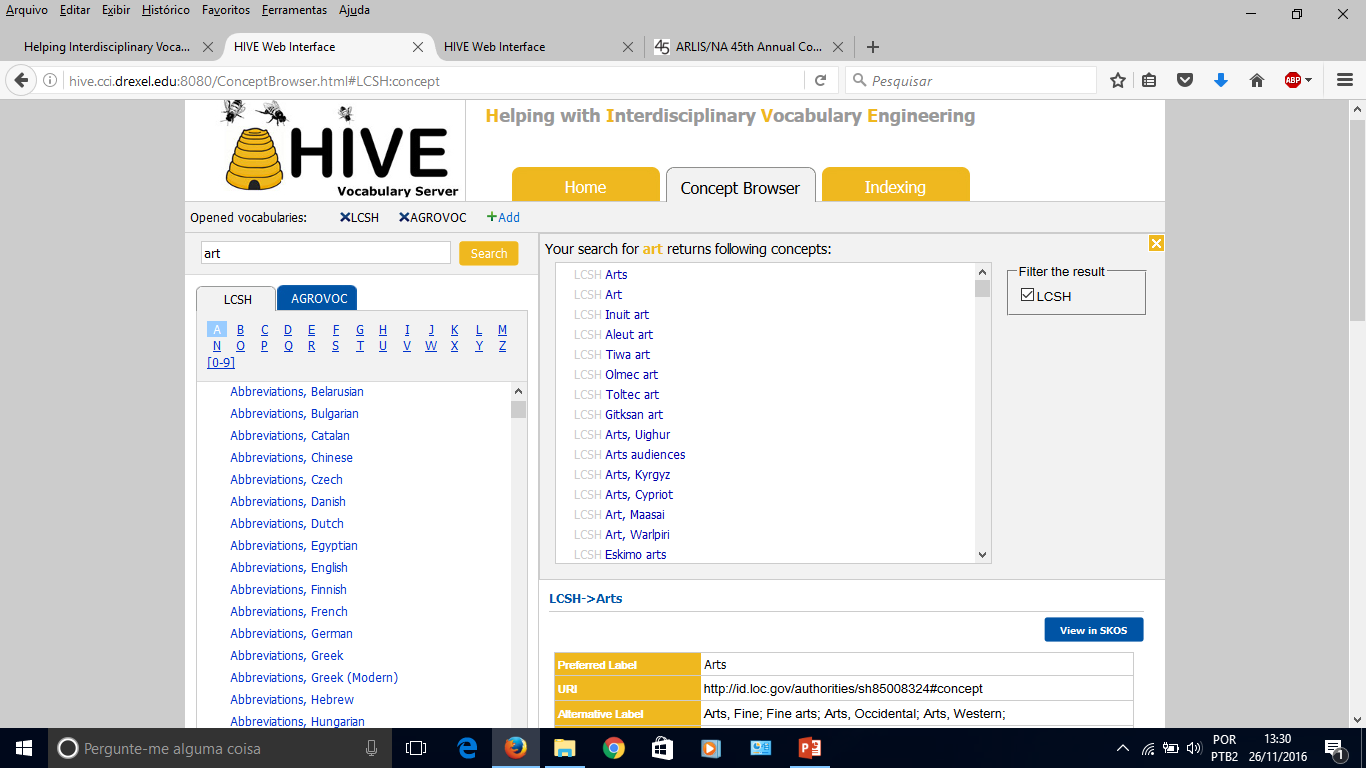 Arquivo Editar Exibir Histórico Favoritos Ferramentas Ajuda
Helping Interdisciplinary Voca... HIVE Web Interface HIVE Web Interface 45 ARLIS/NA 45th Annual Co...
hive.cci.drexel.edu:8080/ConceptBrowser.html#LCSH:concept Pesquisar ABP
HIVE
Vocabulary Server
Helping with Interdisciplinary Vocabulary Engineering
Home Concept Browser Indexing
Opened vocabularies: LCSH AGROVOC Add
art Search
LCSH AGROVOC
A B C D E F G H I J K L M
N O P Q R S T U V W X Y Z
[0-9]
Abbreviations, Belarusian
Abbreviations, Bulgarian
Abbreviations, Catalan
Abbreviations, Chinese
Abbreviations, Czech
Abbreviations, Danish
Abbreviations, Dutch
Abbreviations, Egyptian
Abbreviations, English
Abbreviations, Finnish
Abbreviations, French
Abbreviations, German
Abbreviations, Greek
Abbreviations, Greek (Modern)
Abbreviations, Hebrew
Abbreviations, Hungarian
Your search for art returns following concepts:
LCSH Arts
LCSH Art
LCSH Inuit art
LCSH Aleut art
LCSH Tiwa art
LCSH Olmec art
LCSH Toltec art
LCSH Gitksan art
LCSH Arts, Uighur
LCSH Arts audiences
LCSH Arts, Kyrgyz
LCSH Arts, Cypriot
LCSH Art, Maasai
LCSH Art, Warlpiri
LCSH Eskimo arts
Filter the result
LCSH
LCSH->Arts
View in SKOS
Preferred Label Arts
URI http://id.loc.gov/authorities/sh85008324#concept
Alternative Label Arts, Fine; Fine arts; Arts, Occidental; Arts, Western;
Pergunte-me alguma coisa
POR
PTB2
13:30
26/11/2016
1